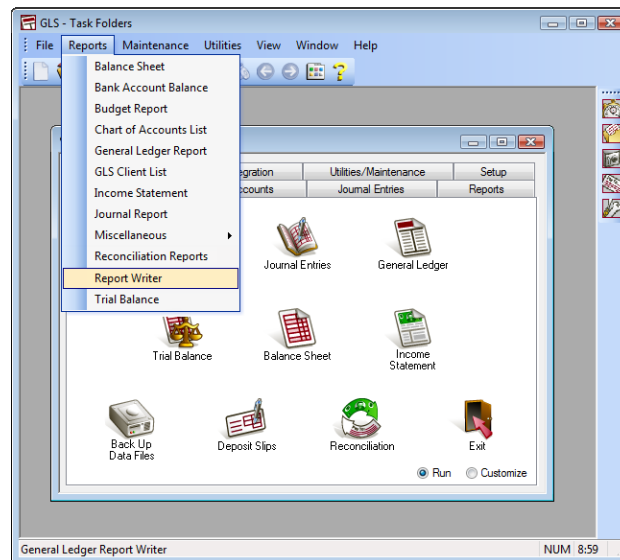 GLS - Task Folders
File Reports Maintenance Utilities View Window Help
Balance Sheet
Bank Account Balance
Budget Report
Chart of Accounts List
General Ledger Report
GLS Client List
Income Statement
Journal Report
Miscellaneous
Reconciliation Reports
Report Writer
Trial Balance
Utilities/Maintenance Setup
Journal Entries Reports
Journal Entries General Ledger
Trial Balance Balance Sheet Income
Statement
Back Up Deposit Slips Reconciliation Exit
Data Files
Run Customize
General Ledger Report Writer NUM 8:59